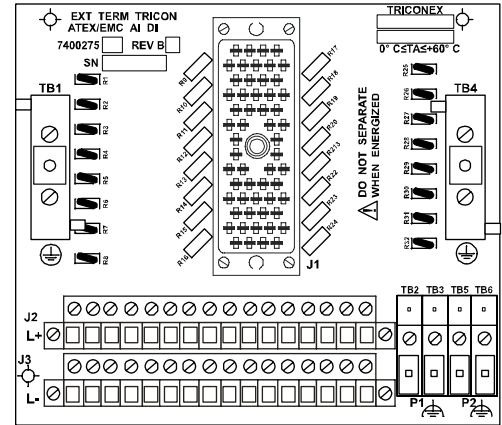 EXT TERM TRICON
ATEX/EMC AI DI
7400275 REV B
SN
TRICONEX
0° C≤TA≤+60° C
TB1
R1
R2
R3
R4
R5
R6
R7
R8
R9
R10
R11
R12
R13
R14
R15
R16
R17
R18
R19
R20
R213
R22
R23
R24
J1
DO NOT SEPARATE
WHEN ENERGIZED
R25
R26
R27
R28
R29
R30
R31
R32
TB4
J2
L+
J3
L-
TB2 TB3 TB5 TB6
P1 P2